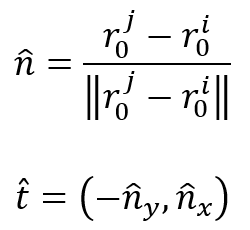 n̂ = (r₀ʲ − r₀ⁱ) / ‖r₀ʲ − r₀ⁱ‖
t̂ = (−n̂ᵧ, n̂ₓ)